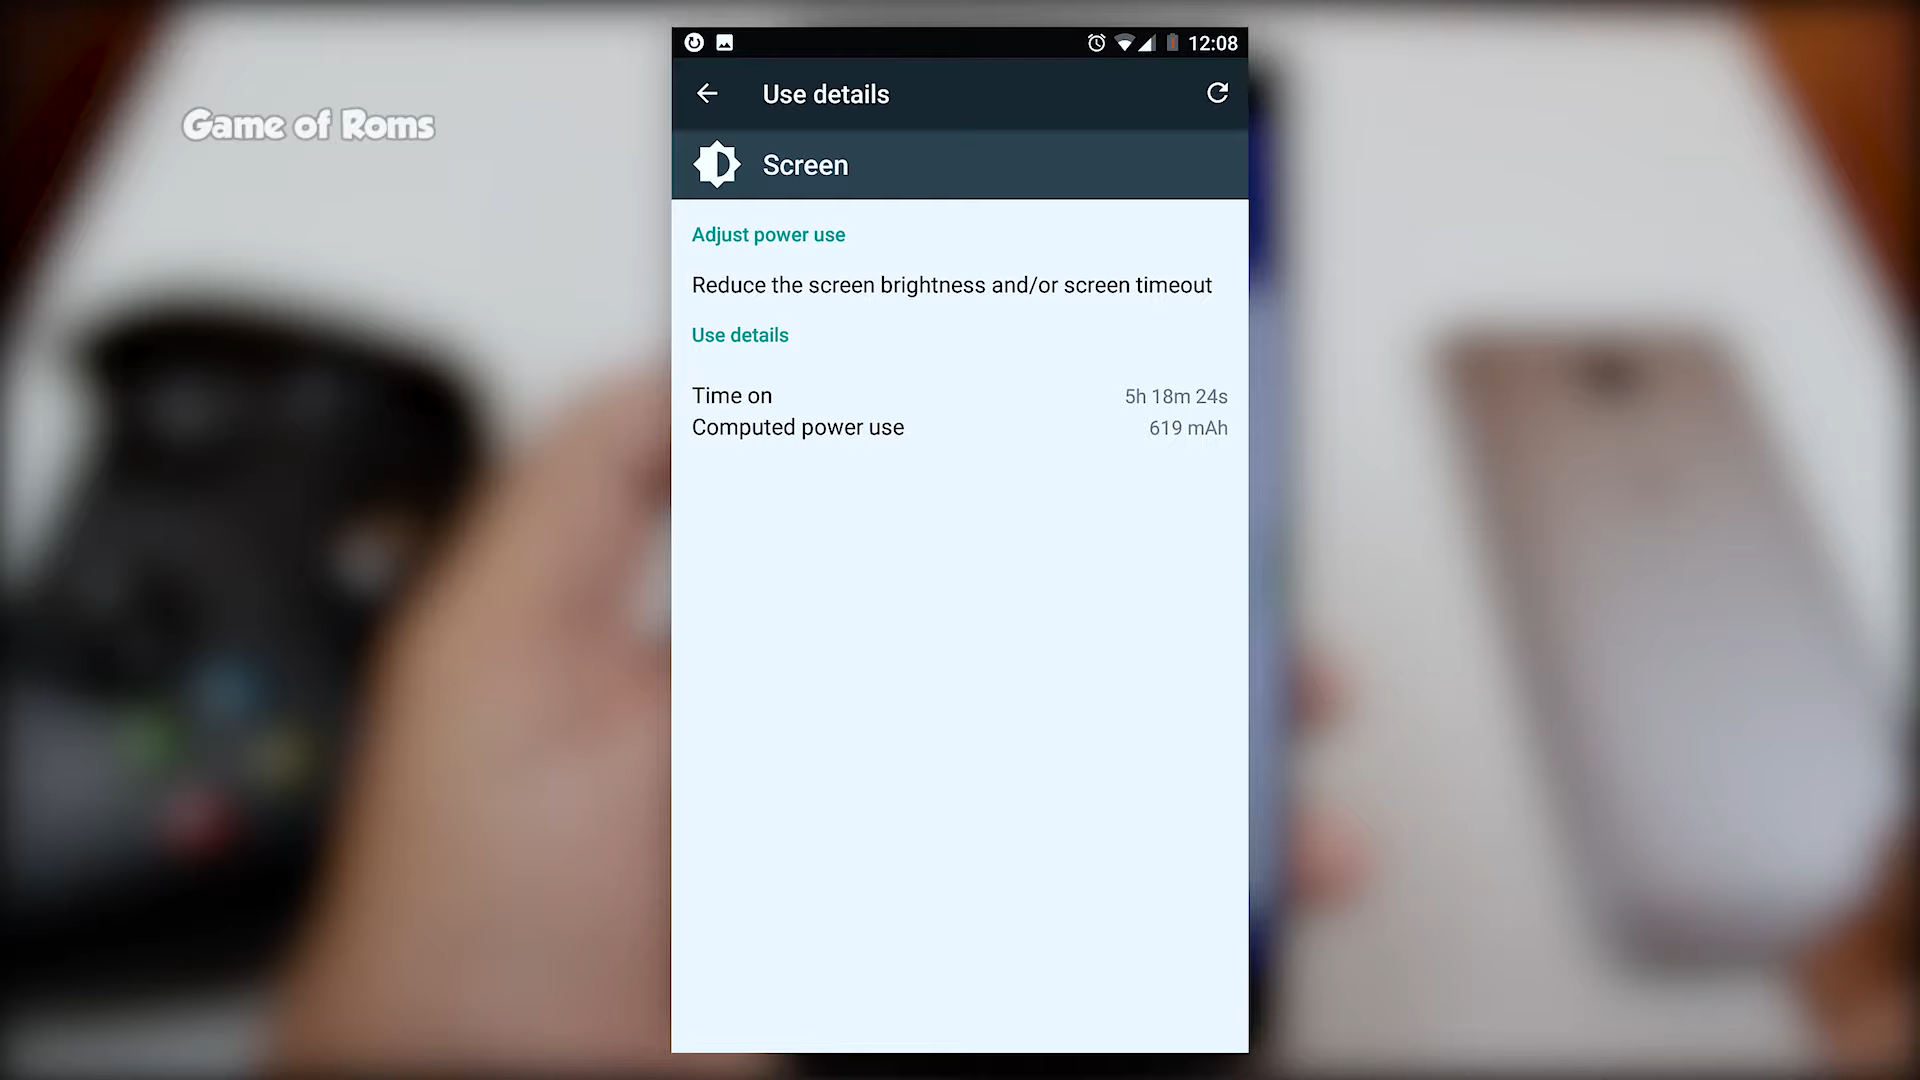 Game of Roms
12:08
Use details
Screen
Adjust power use
Reduce the screen brightness and/or screen timeout
Use details
Time on 5h 18m 24s
Computed power use 619 mAh